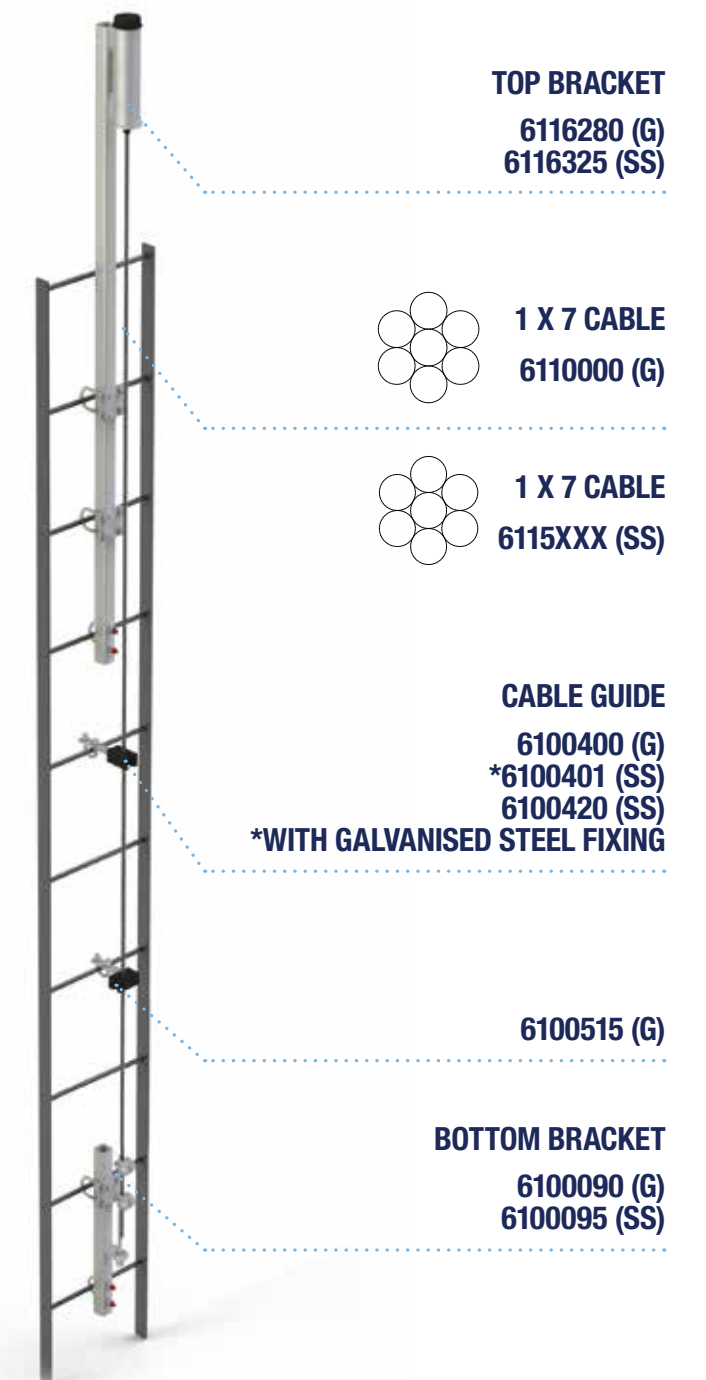 TOP BRACKET
6116280 (G)
6116325 (SS)
1 X 7 CABLE
6110000 (G)
1 X 7 CABLE
6115XXX (SS)
CABLE GUIDE
6100400 (G)
*6100401 (SS)
6100420 (SS)
*WITH GALVANISED STEEL FIXING
6100515 (G)
BOTTOM BRACKET
6100090 (G)
6100095 (SS)